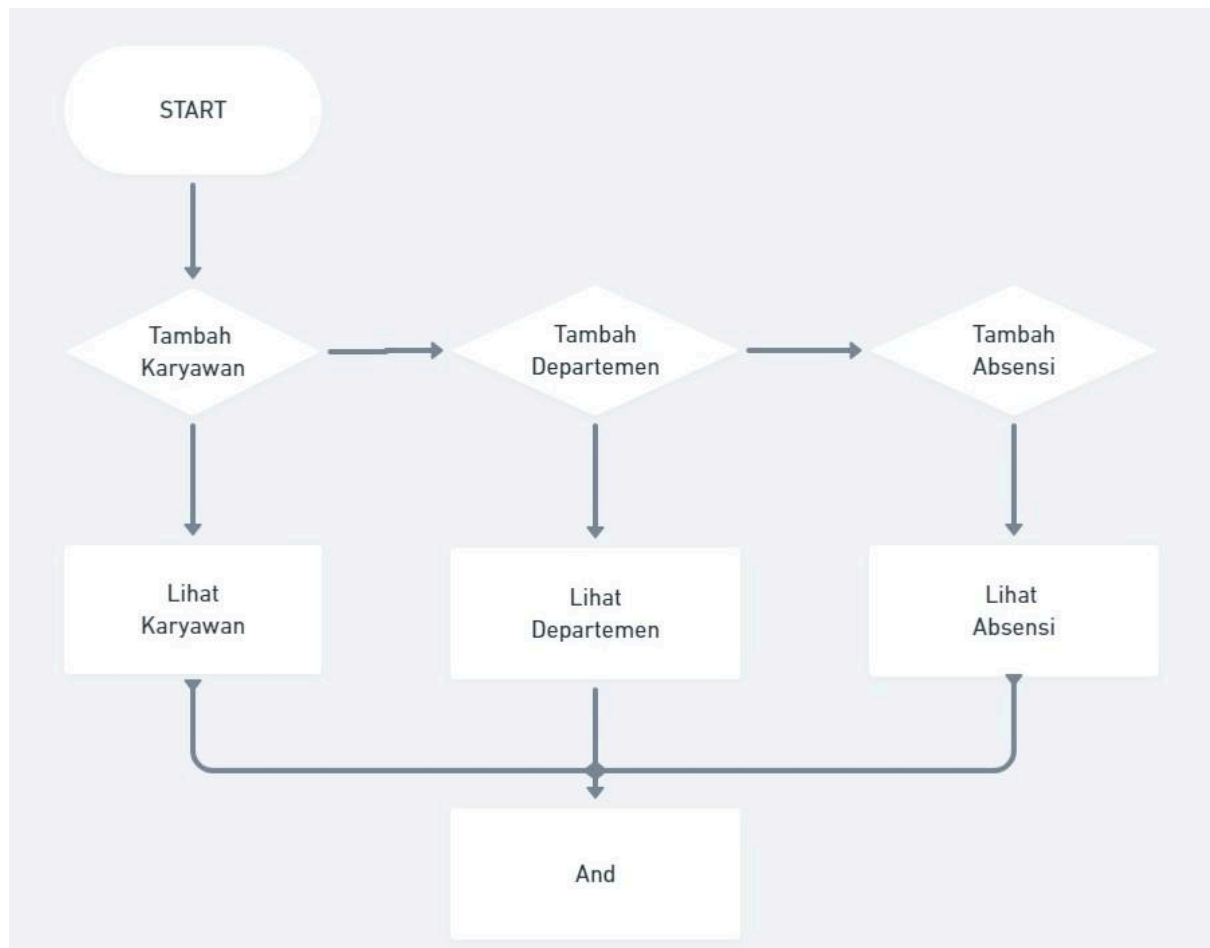 START
Tambah
Karyawan
Tambah
Departemen
Tambah
Absensi
Lihat
Karyawan
Lihat
Departemen
Lihat
Absensi
And